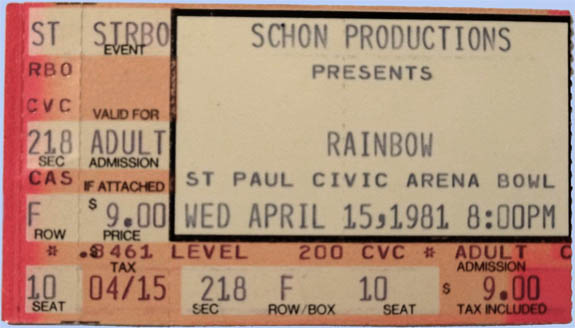 ST STRBO SCHON PRODUCTIONS
EVENT
RBO PRESENTS
CVC VALID FOR
218 ADULT RAINBOW
SEC ADMISSION
CAS IF ATTACHED ST PAUL CIVIC ARENA BOWL
F $ 9.00 WED APRIL 15,1981 8:00PM
ROW PRICE
* .8461 LEVEL 200 CVC * ADULT C
TAX ADMISSION
10 04/15 218 F 10 $ 9.00
SEAT SEC ROW/BOX SEAT TAX INCLUDED